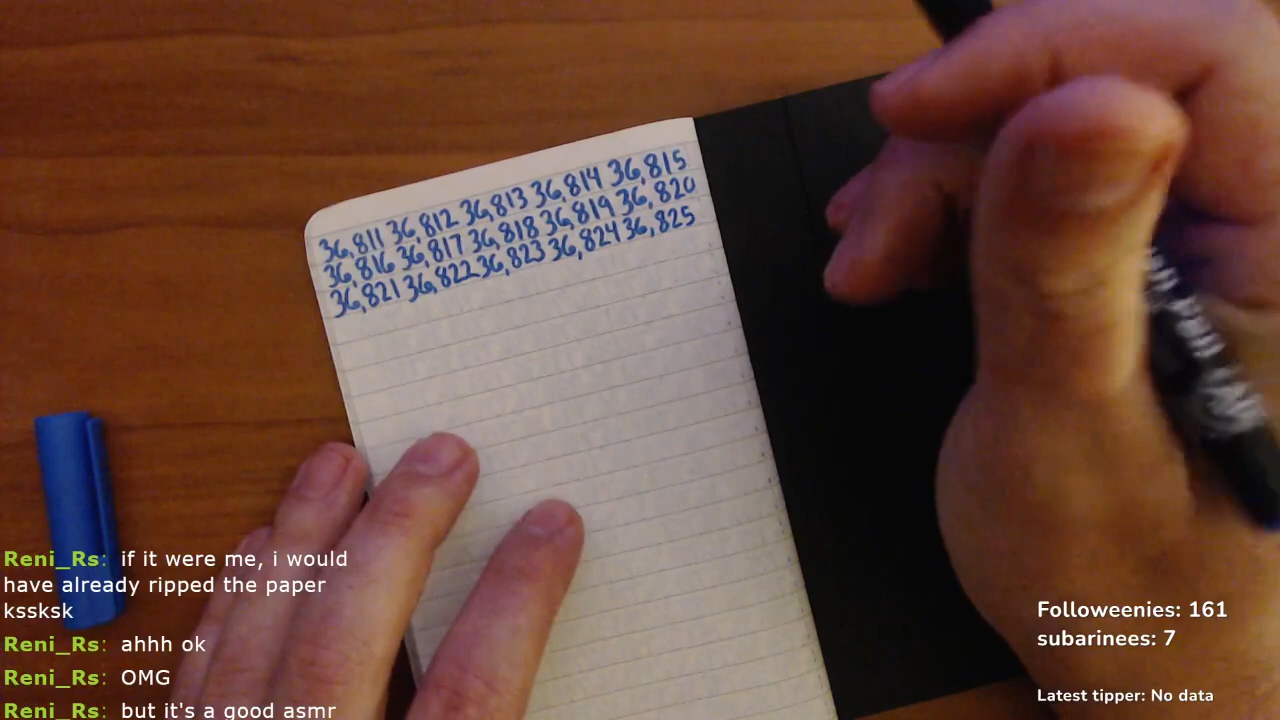 36,811 36,812 36,813 36,814 36,815
36,816 36,817 36,818 36,819 36,820
36,821 36,822 36,823 36,824 36,825
Reni_Rs: if it were me, i would
have already ripped the paper
kssksk
Reni_Rs: ahhh ok
Reni_Rs: OMG
Reni_Rs: but it's a good asmr
Followeenies: 161
subarinees: 7
Latest tipper: No data